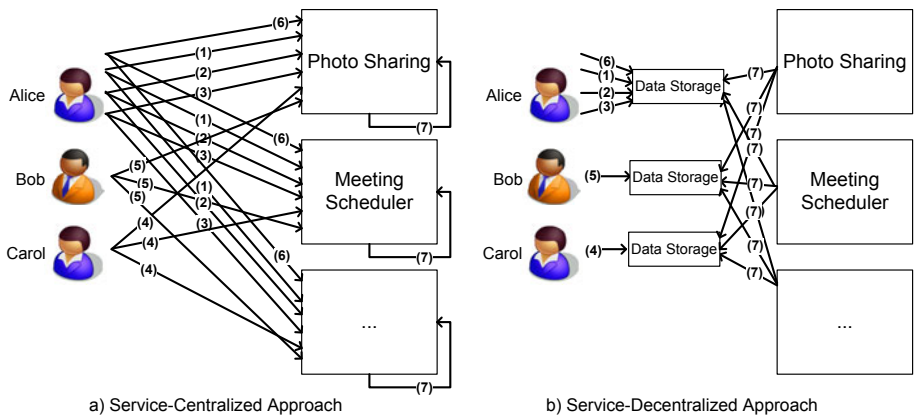 (6)
(1)
(2)
(3)
Photo Sharing
Alice
(7)
(1)
(2)
(3)
(6)
Bob
(5)
(5)
(5)
(1)
(2)
(3)
Meeting
Scheduler
Carol
(4)
(4)
(4)
(6)
(7)
...
(7)
a) Service-Centralized Approach
Alice
(6)
(1)
(2)
(3)
Data Storage
(7)
Photo Sharing
(7)
(7)
(7)
Bob
(5)
Data Storage
(7)
Meeting
Scheduler
(7)
Carol
(4)
Data Storage
(7)
(7)
(7)
...
b) Service-Decentralized Approach